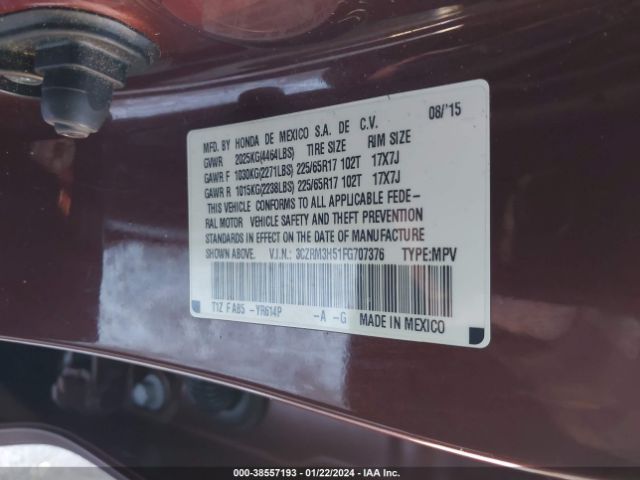 08/'15
MFD. BY HONDA DE MEXICO S.A. DE C.V.
GVWR 2025KG(4464LBS) TIRE SIZE RIM SIZE
GAWR F 1030KG(2271LBS) 225/65R17 102T 17X7J
GAWR R 1015KG(2238LBS) 225/65R17 102T 17X7J
THIS VEHICLE CONFORMS TO ALL APPLICABLE FEDE-
RAL MOTOR VEHICLE SAFETY AND THEFT PREVENTION
STANDARDS IN EFFECT ON THE DATE OF MANUFACTURE
SHOWN ABOVE. V.I.N.: 3CZRM3H51FG707376 TYPE:MPV
T1Z F AB5 -YR614P -A -G MADE IN MEXICO
000-38557193 - 01/22/2024 - IAA Inc.